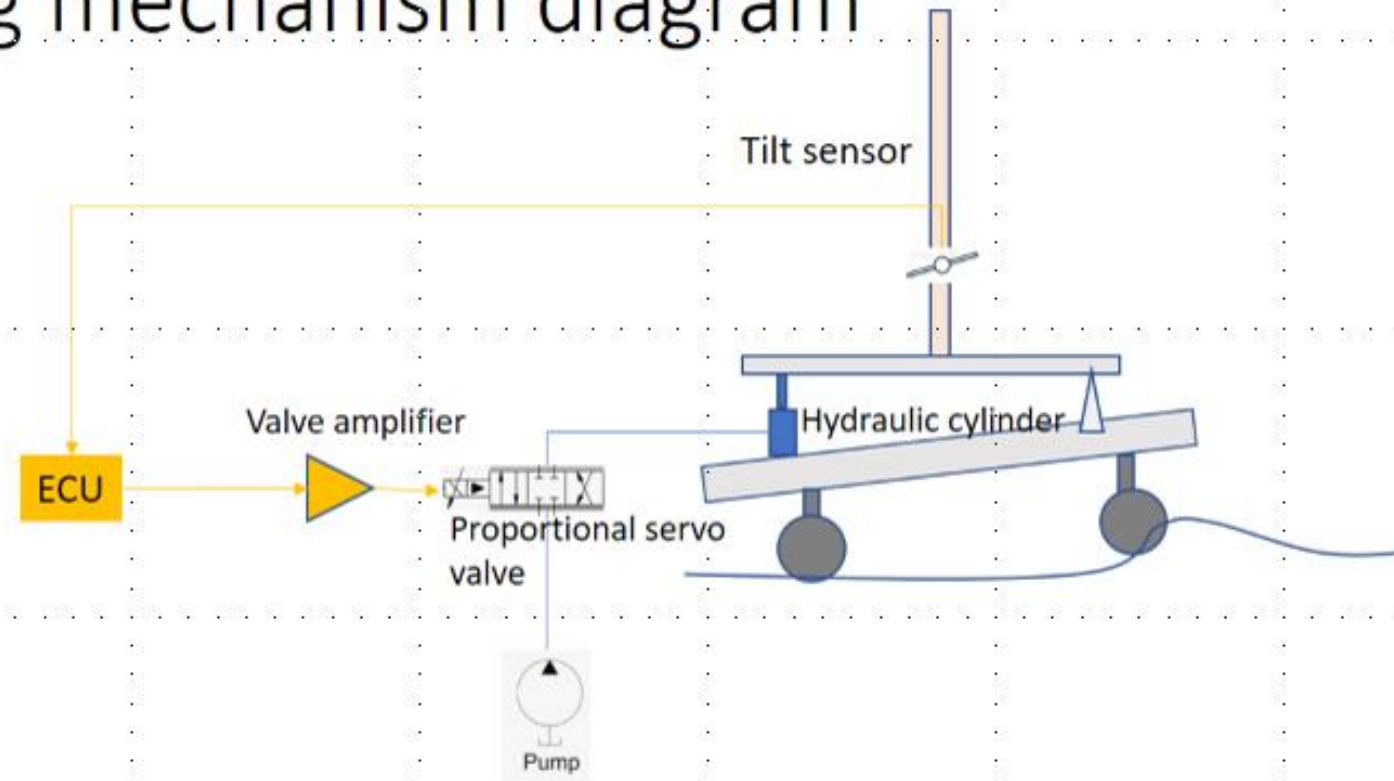 g mechanism diagram
Tilt sensor
Valve amplifier
Hydraulic cylinder
ECU
Proportional servo
valve
Pump